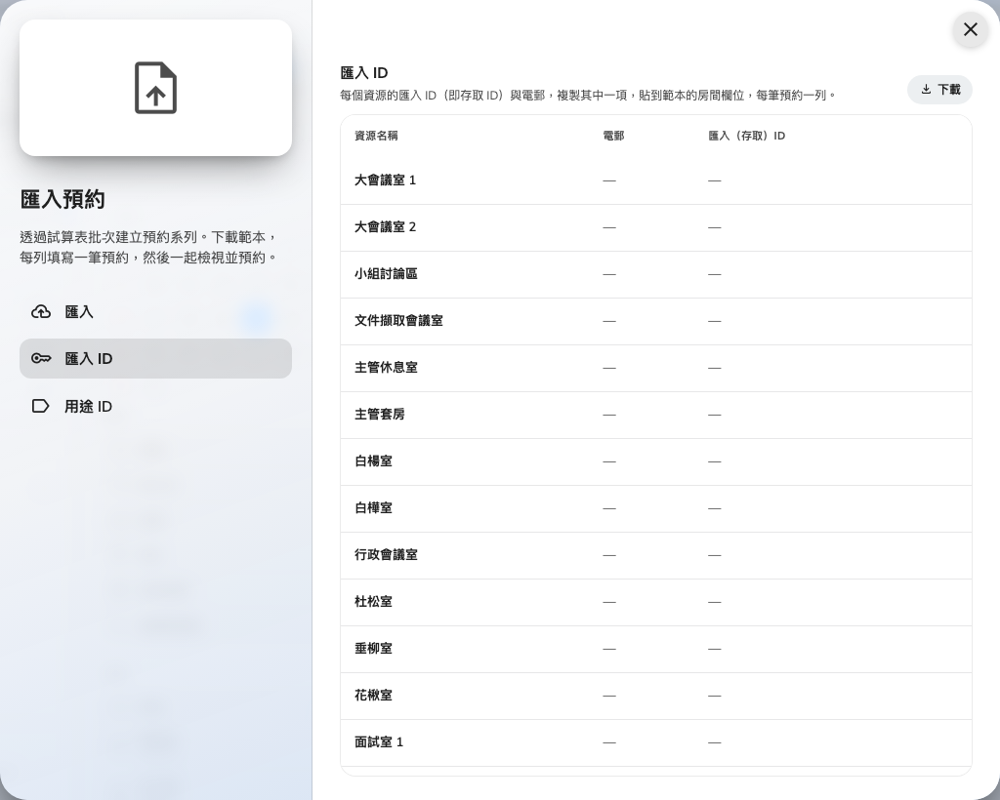 匯入預約
透過試算表批次建立預約系列。下載範本，
每列填寫一筆預約，然後一起檢視並預約。
匯入
匯入 ID
用途 ID
匯入 ID
每個資源的匯入 ID（即存取 ID）與電郵，複製其中一項，貼到範本的房間欄位，每筆預約一列。
下載
資源名稱 電郵 匯入（存取）ID
大會議室 1 — —
大會議室 2 — —
小組討論區 — —
文件擷取會議室 — —
主管休息室 — —
主管套房 — —
白楊室 — —
白樺室 — —
行政會議室 — —
杜松室 — —
垂柳室 — —
花楸室 — —
面試室 1 — —